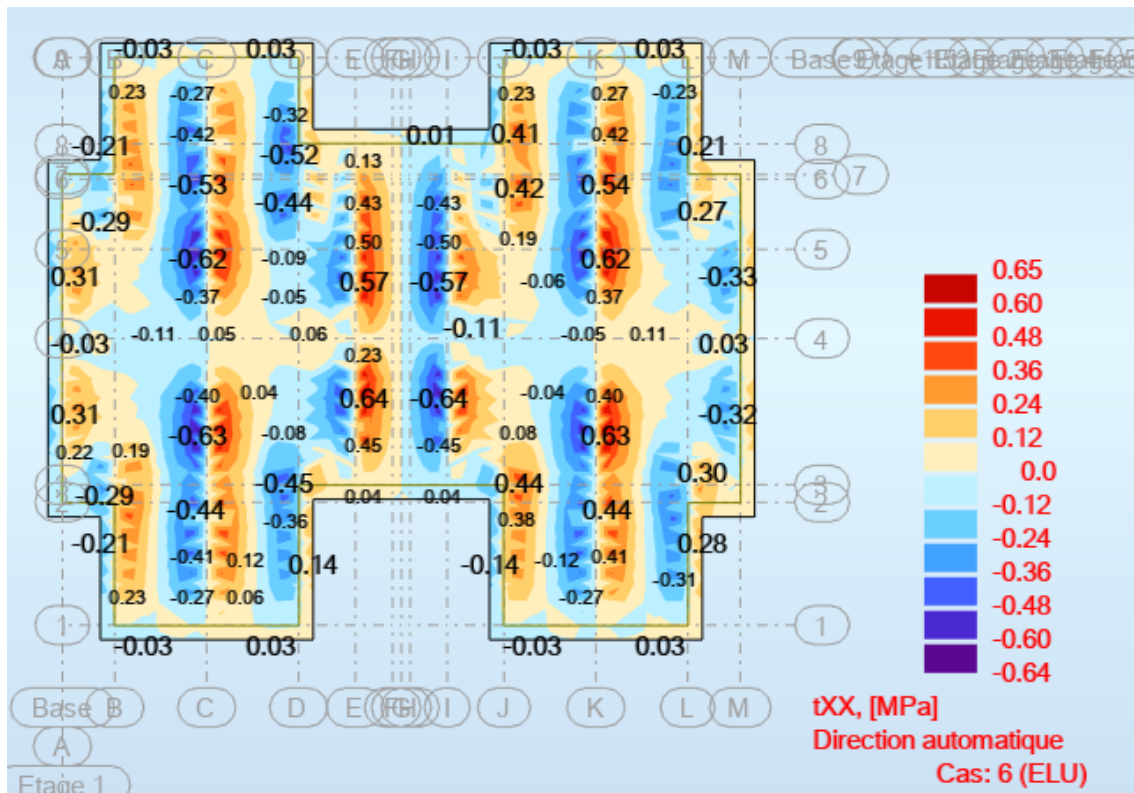 A B C D E F G H I J K L M Base
-0.03 0.03 -0.03 0.03
0.23 -0.27 0.23 0.27 -0.23
-0.32
8 -0.21 -0.42 0.01 0.41 0.42 0.21 8
-0.52 0.13
6 -0.53 0.42 0.54 6 7
-0.29 -0.44 0.43 -0.43 0.27
5 0.50 -0.50 0.19 5
-0.62 -0.09 0.62
0.31 0.57 -0.57 -0.06 -0.33
-0.37 -0.05 0.37
-0.03 -0.11 0.05 0.06 -0.11 -0.05 0.11 0.03 4
0.23
0.31 -0.40 0.04 0.64 -0.64 -0.04 0.40 -0.32
-0.63 -0.08 0.08 0.63
0.22 0.19 0.45 -0.45
-0.45 0.44 0.30 3
-0.29 0.04 0.04 2
-0.44 -0.36 0.38 0.44
-0.21 -0.41 0.12 0.14 -0.14 -0.12 0.41 0.28
-0.31
0.23 -0.27 0.06 -0.27
1 1
-0.03 0.03 -0.03 0.03
Base B C D E G I J K L M
A
Etage 1
0.65
0.60
0.48
0.36
0.24
0.12
0.0
-0.12
-0.24
-0.36
-0.48
-0.60
-0.64
tXX, [MPa]
Direction automatique
Cas: 6 (ELU)